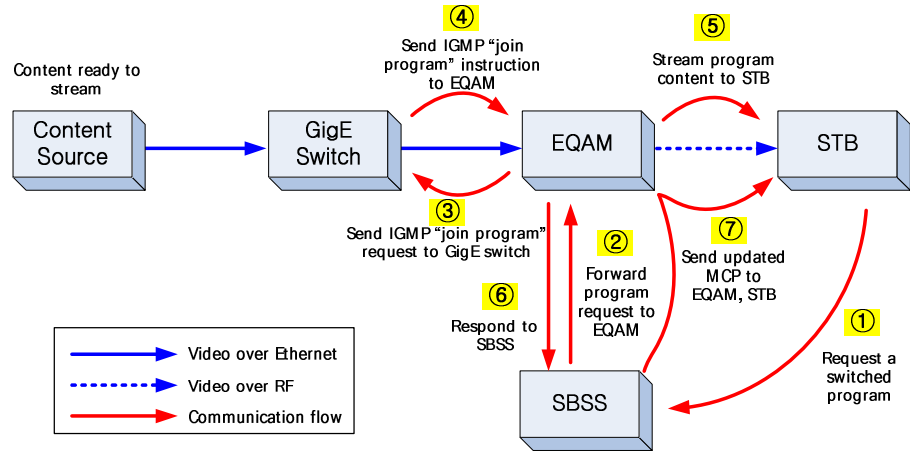 Content ready to
stream
Content
Source
GigE
Switch
④
Send IGMP “join
program” instruction
to EQAM
EQAM
⑤
Stream program
content to STB
STB
③
Send IGMP “join program”
request to GigE switch
②
Forward
program
request to
EQAM
⑦
Send updated
MCP to
EQAM, STB
⑥
Respond to
SBSS
①
Request a
switched
program
SBSS
Video over Ethernet
Video over RF
Communication flow